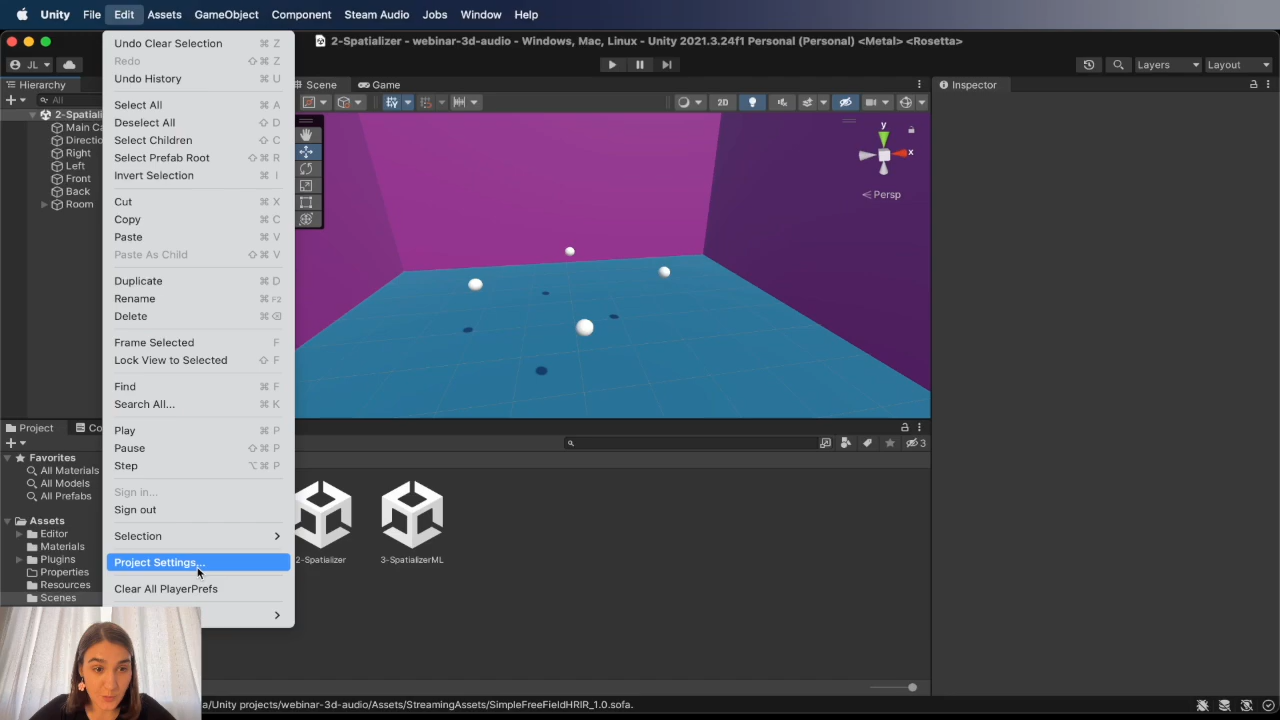 Unity File Edit Assets GameObject Component Steam Audio Jobs Window Help
2-Spatializer - webinar-3d-audio - Windows, Mac, Linux - Unity 2021.3.24f1 Personal (Personal) <Metal> <Rosetta>
JL
Layers
Layout
Undo Clear Selection ⌘ Z
Redo ⇧ ⌘ Z
Undo History ⌘ U
Select All ⌘ A
Deselect All ⇧ ⌘ D
Select Children ⇧ ⌘ C
Select Prefab Root ⇧ ⌘ R
Invert Selection ⌘ I
Cut ⌘ X
Copy ⌘ C
Paste ⌘ V
Paste As Child ⇧ ⌘ V
Duplicate ⌘ D
Rename ⌘ F2
Delete ⌘ ⌫
Frame Selected F
Lock View to Selected ⇧ F
Find ⌘ F
Search All... ⌘ K
Play ⌘ P
Pause ⇧ ⌘ P
Step ⌥ ⌘ P
Sign in...
Sign out
Selection
Project Settings...
Clear All PlayerPrefs
Hierarchy
All
2-Spatiali
Main Ca
Directio
Right
Left
Front
Back
Room
Scene
Game
2D
y
x
< Persp
Inspector
Project
Co
3
Favorites
All Materials
All Models
All Prefabs
Assets
Editor
Materials
Plugins
Properties
Resources
Scenes
2-Spatializer
3-SpatializerML
a/Unity projects/webinar-3d-audio/Assets/StreamingAssets/SimpleFreeFieldHRIR_1.0.sofa.